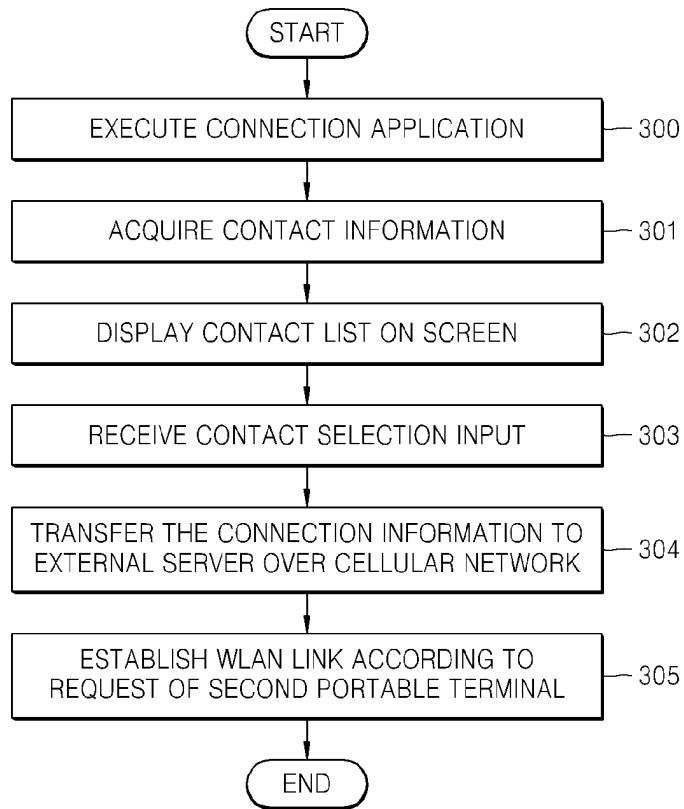 START
EXECUTE CONNECTION APPLICATION
300
ACQUIRE CONTACT INFORMATION
301
DISPLAY CONTACT LIST ON SCREEN
302
RECEIVE CONTACT SELECTION INPUT
303
TRANSFER THE CONNECTION INFORMATION TO
EXTERNAL SERVER OVER CELLULAR NETWORK
304
ESTABLISH WLAN LINK ACCORDING TO
REQUEST OF SECOND PORTABLE TERMINAL
305
END